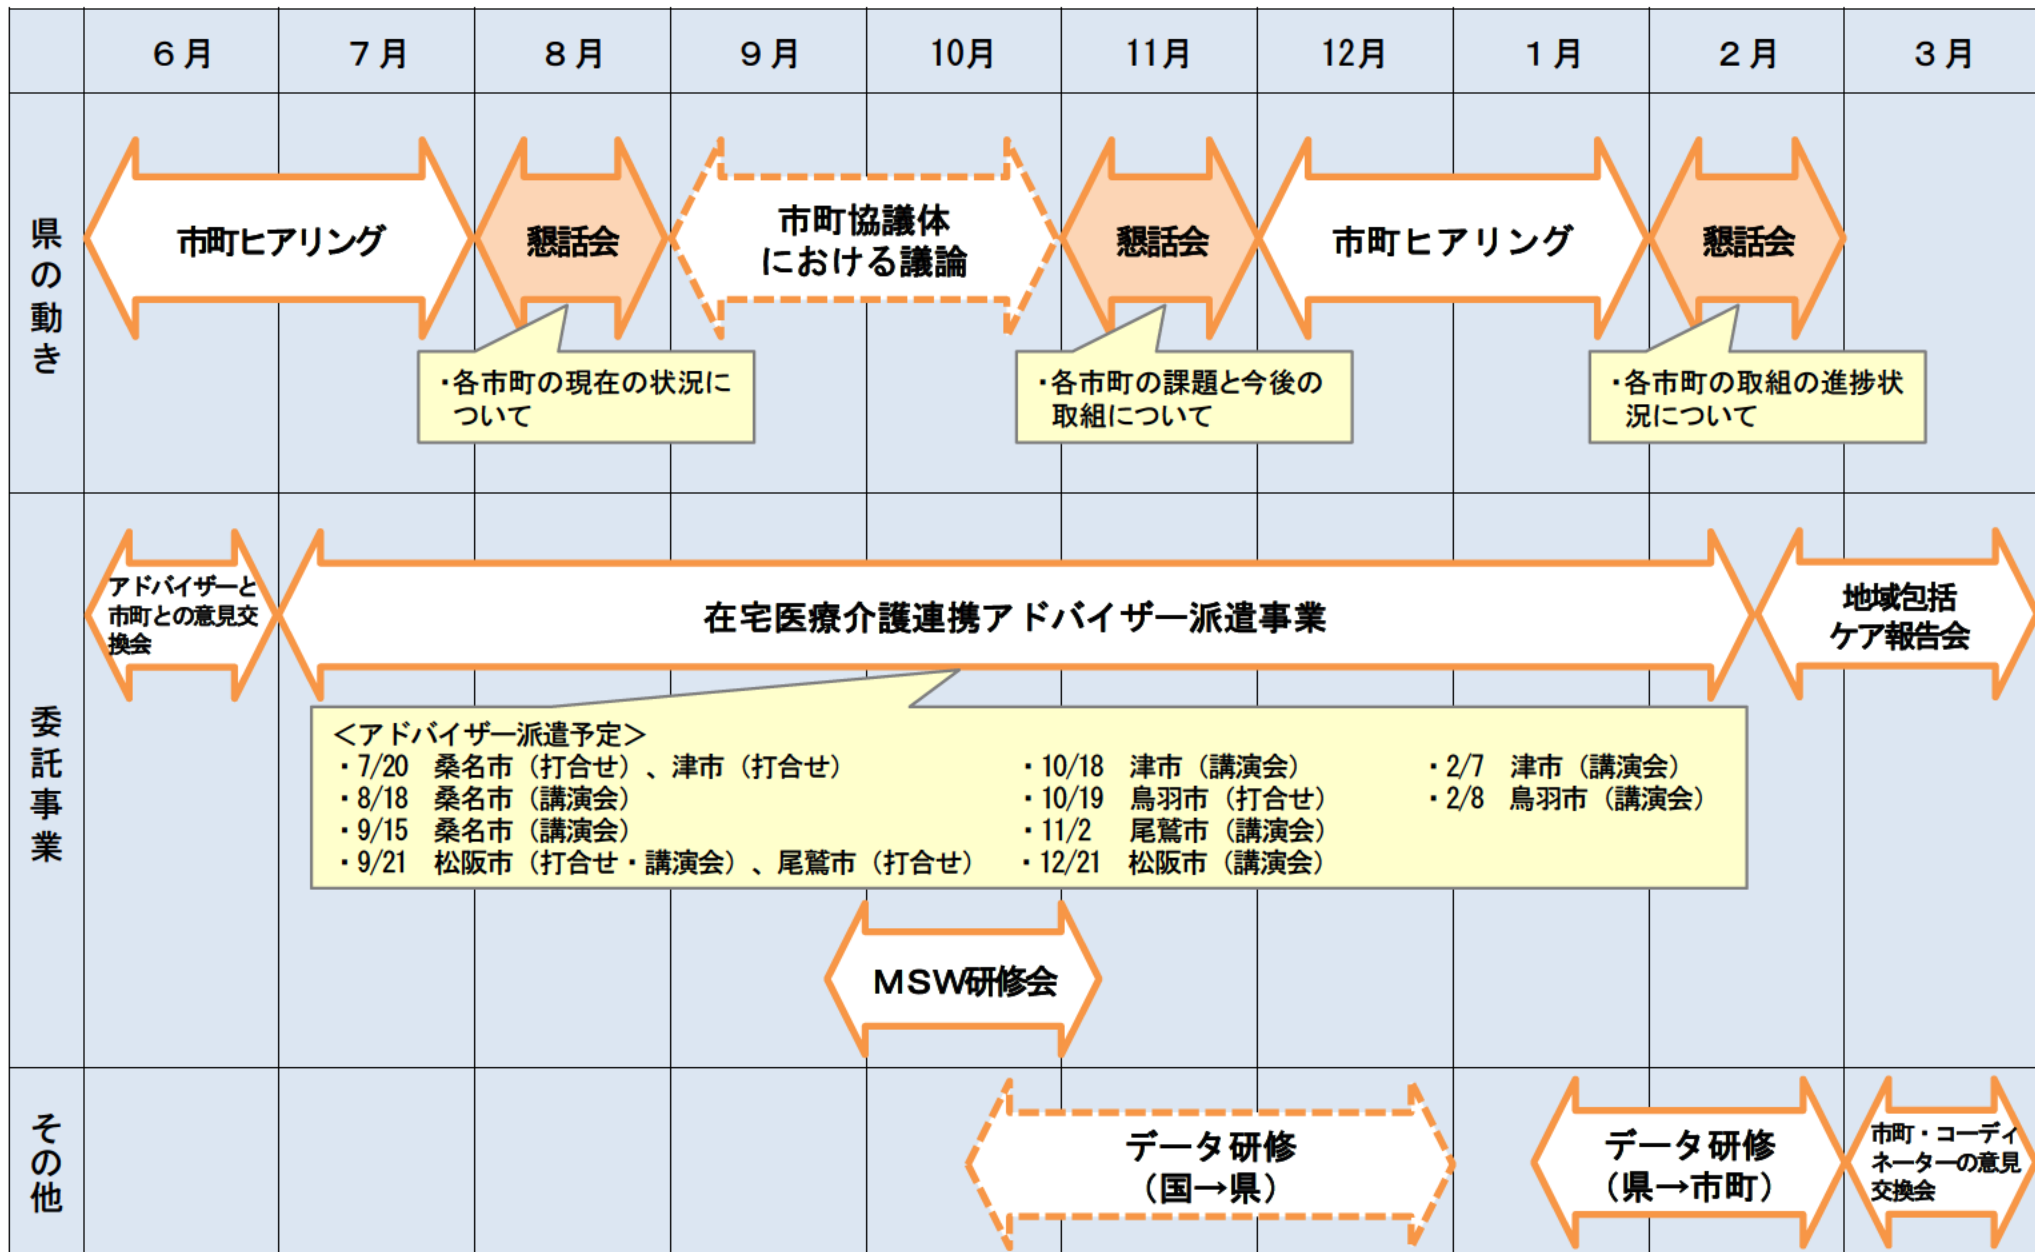 ６月 ７月 ８月 ９月 10月 11月 12月 １月 ２月 ３月
県の動き
市町ヒアリング
懇話会
市町協議体
における議論
懇話会
市町ヒアリング
懇話会
・各市町の現在の状況に
ついて
・各市町の課題と今後の
取組について
・各市町の取組の進捗状
況について
委託事業
アドバイザーと
市町との意見交
換会
在宅医療介護連携アドバイザー派遣事業
地域包括
ケア報告会
＜アドバイザー派遣予定＞
・7/20　桑名市（打合せ）、津市（打合せ）
・8/18　桑名市（講演会）
・9/15　桑名市（講演会）
・9/21　松阪市（打合せ・講演会）、尾鷲市（打合せ）
・10/18　津市（講演会）
・10/19　鳥羽市（打合せ）
・11/2　尾鷲市（講演会）
・12/21　松阪市（講演会）
・2/7　津市（講演会）
・2/8　鳥羽市（講演会）
ＭＳＷ研修会
その他
データ研修
（国→県）
データ研修
（県→市町）
市町・コーディ
ネーターの意見
交換会